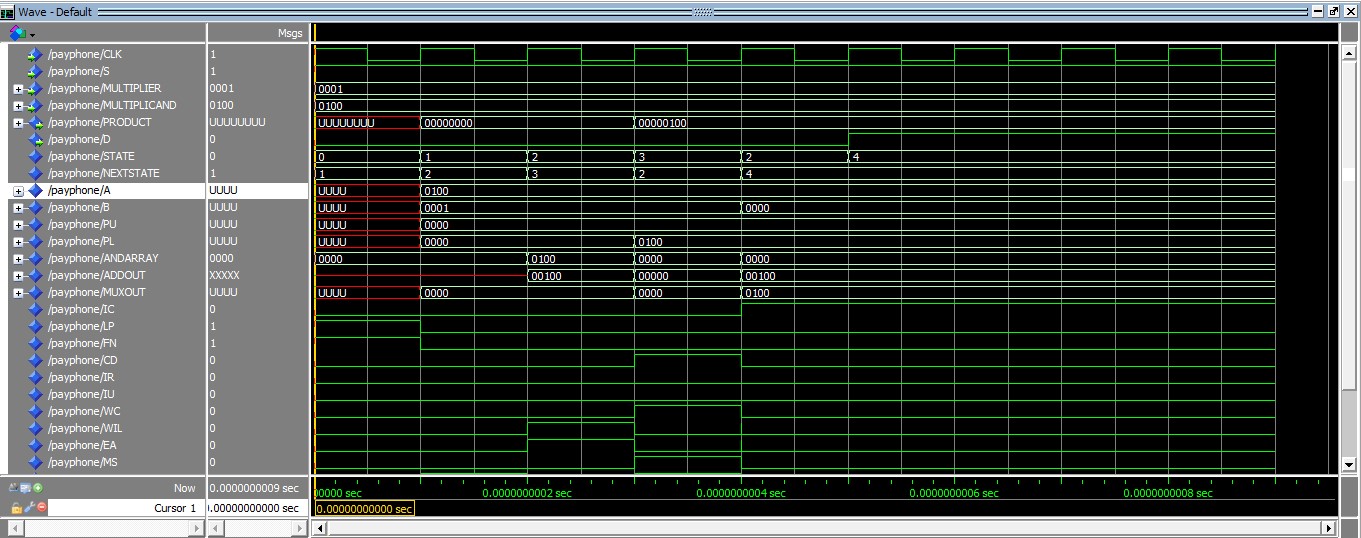 Wave - Default
Msgs
/payphone/CLK 1
/payphone/S 1
/payphone/MULTIPLIER 0001 0001
/payphone/MULTIPLICAND 0100 0100
/payphone/PRODUCT UUUUUUUU UUUUUUUU 00000000 00000100
/payphone/D 0
/payphone/STATE 0 0 1 2 3 2 4
/payphone/NEXTSTATE 1 1 2 3 2 4
/payphone/A UUUU UUUU 0100
/payphone/B UUUU UUUU 0001 0000
/payphone/PU UUUU UUUU 0000
/payphone/PL UUUU UUUU 0000 0100
/payphone/ANDARRAY 0000 0000 0100 0000 0000
/payphone/ADDOUT XXXXX 00100 00000 00100
/payphone/MUXOUT UUUU UUUU 0000 0000 0100
/payphone/IC 0
/payphone/LP 1
/payphone/FN 1
/payphone/CD 0
/payphone/IR 0
/payphone/IU 0
/payphone/WC 0
/payphone/WIL 0
/payphone/EA 0
/payphone/MS 0
Now 0.0000000009 sec 00000 sec 0.0000000002 sec 0.0000000004 sec 0.0000000006 sec 0.0000000008 sec
Cursor 1 .00000000000 sec 0.00000000000 sec